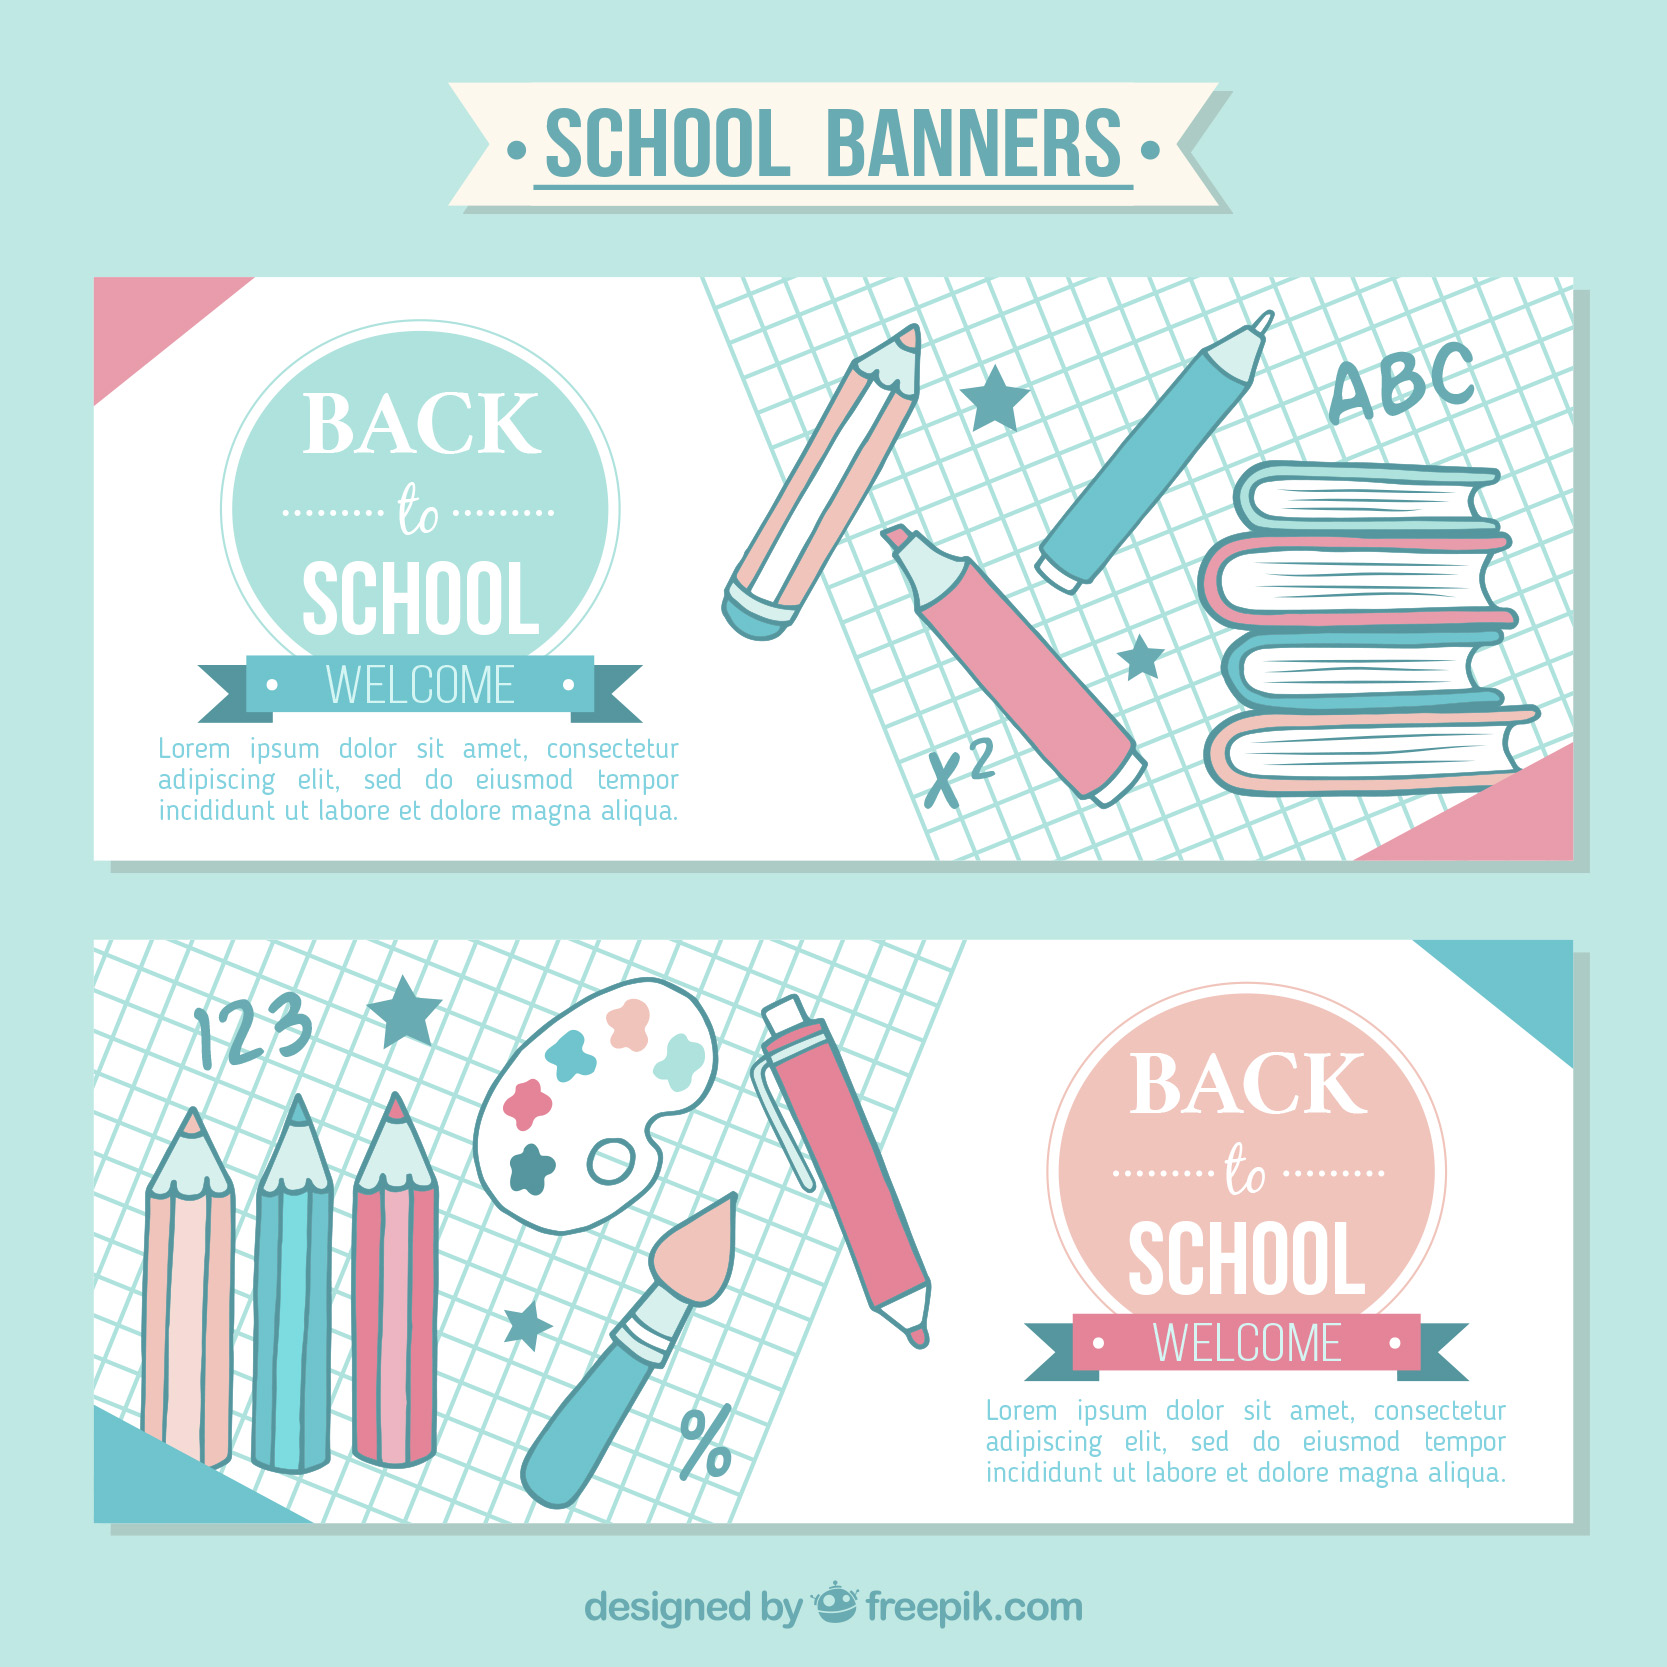 • SCHOOL BANNERS •
BACK
to
SCHOOL
WELCOME
Lorem ipsum dolor sit amet, consectetur
adipiscing elit, sed do eiusmod tempor
incididunt ut labore et dolore magna aliqua.
ABC
x²
123
%
BACK
to
SCHOOL
WELCOME
Lorem ipsum dolor sit amet, consectetur
adipiscing elit, sed do eiusmod tempor
incididunt ut labore et dolore magna aliqua.
designed by freepik.com